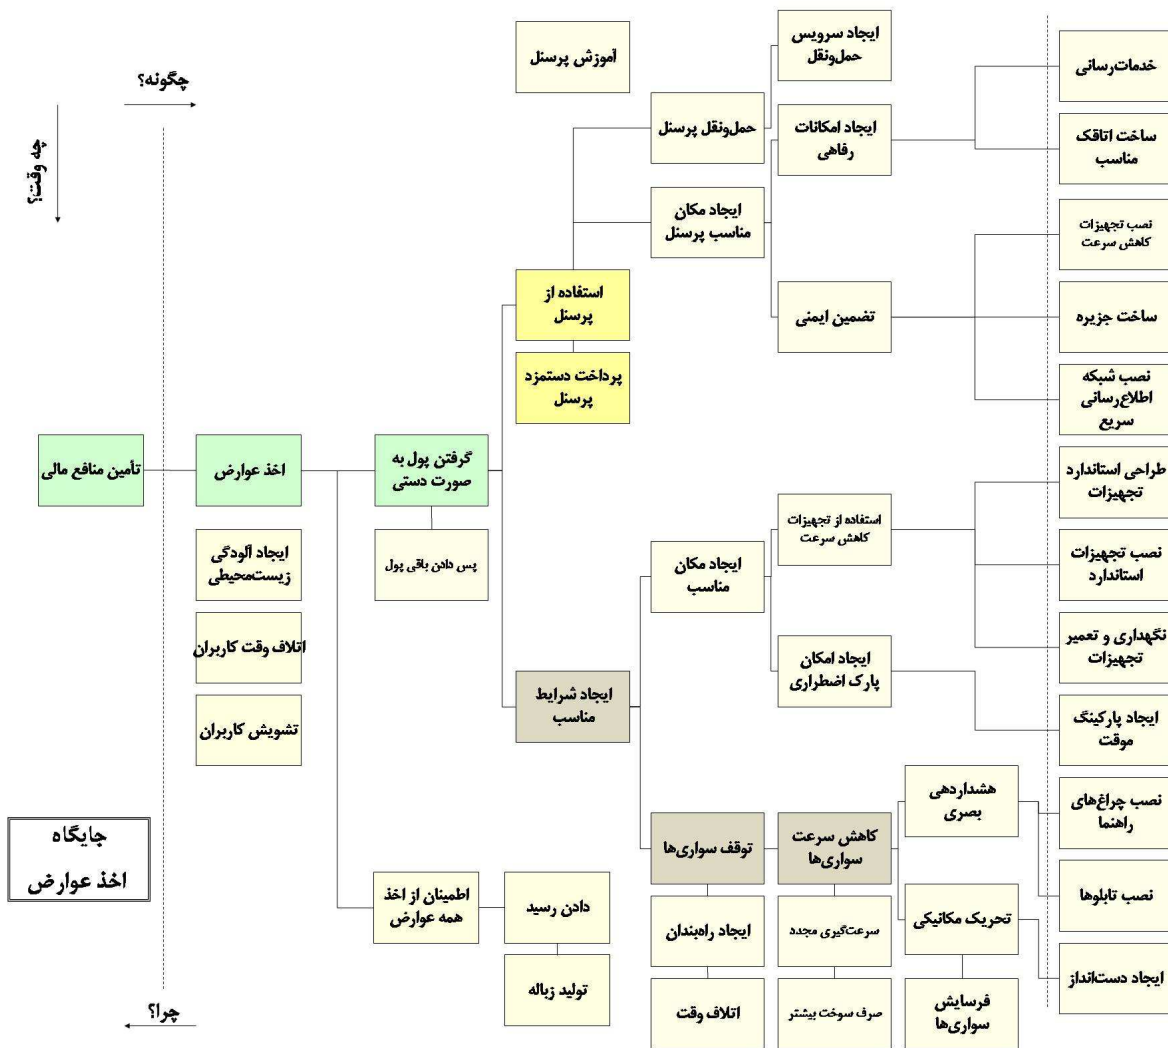 چگونه؟
چه وقت؟
تأمین منافع مالی
جایگاه
اخذ عوارض
چرا؟
اخذ عوارض
ایجاد آلودگی
زیست‌محیطی
اتلاف وقت کاربران
تشویش کاربران
گرفتن پول به
صورت دستی
پس دادن باقی پول
اطمینان از اخذ
همه عوارض
آموزش پرسنل
استفاده از
پرسنل
پرداخت دستمزد
پرسنل
ایجاد شرایط
مناسب
دادن رسید
تولید زباله
حمل‌ونقل پرسنل
ایجاد مکان
مناسب پرسنل
ایجاد مکان
مناسب
توقف سواری‌ها
ایجاد راه‌بندان
اتلاف وقت
ایجاد سرویس
حمل‌ونقل
ایجاد امکانات
رفاهی
تضمین ایمنی
استفاده از تجهیزات
کاهش سرعت
ایجاد امکان
پارک اضطراری
کاهش سرعت
سواری‌ها
سرعت‌گیری مجدد
صرف سوخت بیشتر
هشداردهی
بصری
تحریک مکانیکی
فرسایش
سواری‌ها
خدمات‌رسانی
ساخت اتاقک
مناسب
نصب تجهیزات
کاهش سرعت
ساخت جزیره
نصب شبکه
اطلاع‌رسانی
سریع
طراحی استاندارد
تجهیزات
نصب تجهیزات
استاندارد
نگهداری و تعمیر
تجهیزات
ایجاد پارکینگ
موقت
نصب چراغ‌های
راهنما
نصب تابلوها
ایجاد دست‌انداز